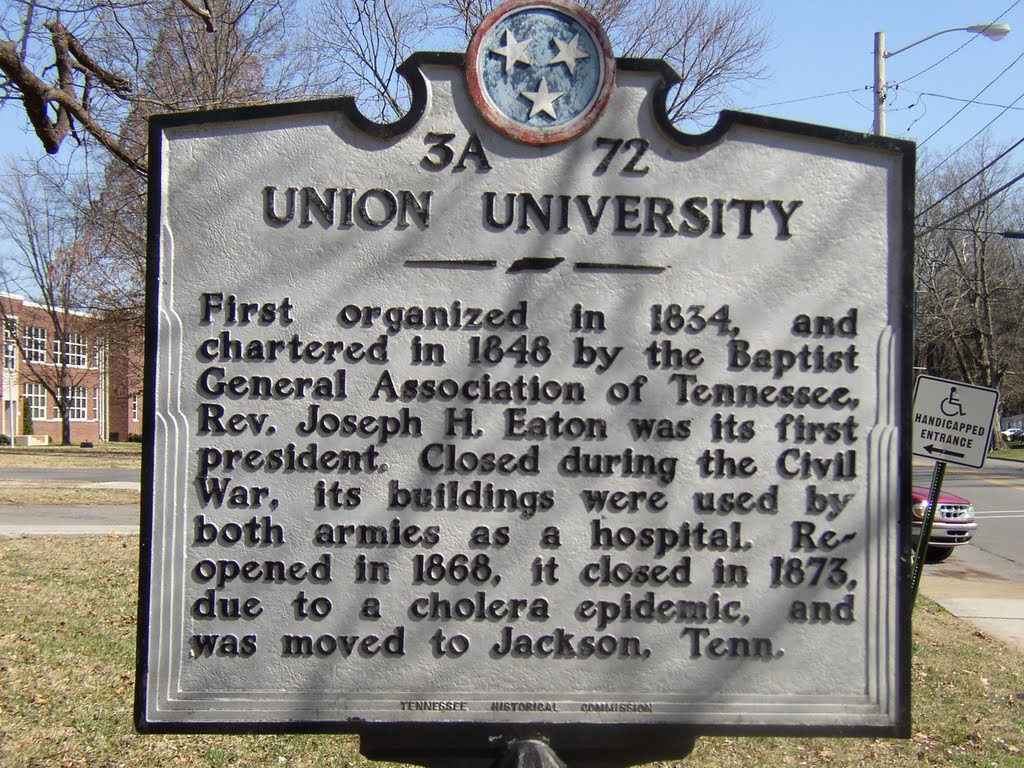 3A 72
UNION UNIVERSITY
First organized in 1834, and
chartered in 1848 by the Baptist
General Association of Tennessee,
Rev. Joseph H. Eaton was its first
president. Closed during the Civil
War, its buildings were used by
both armies as a hospital. Re-
opened in 1868, it closed in 1873,
due to a cholera epidemic, and
was moved to Jackson, Tenn.
TENNESSEE HISTORICAL COMMISSION
HANDICAPPED
ENTRANCE